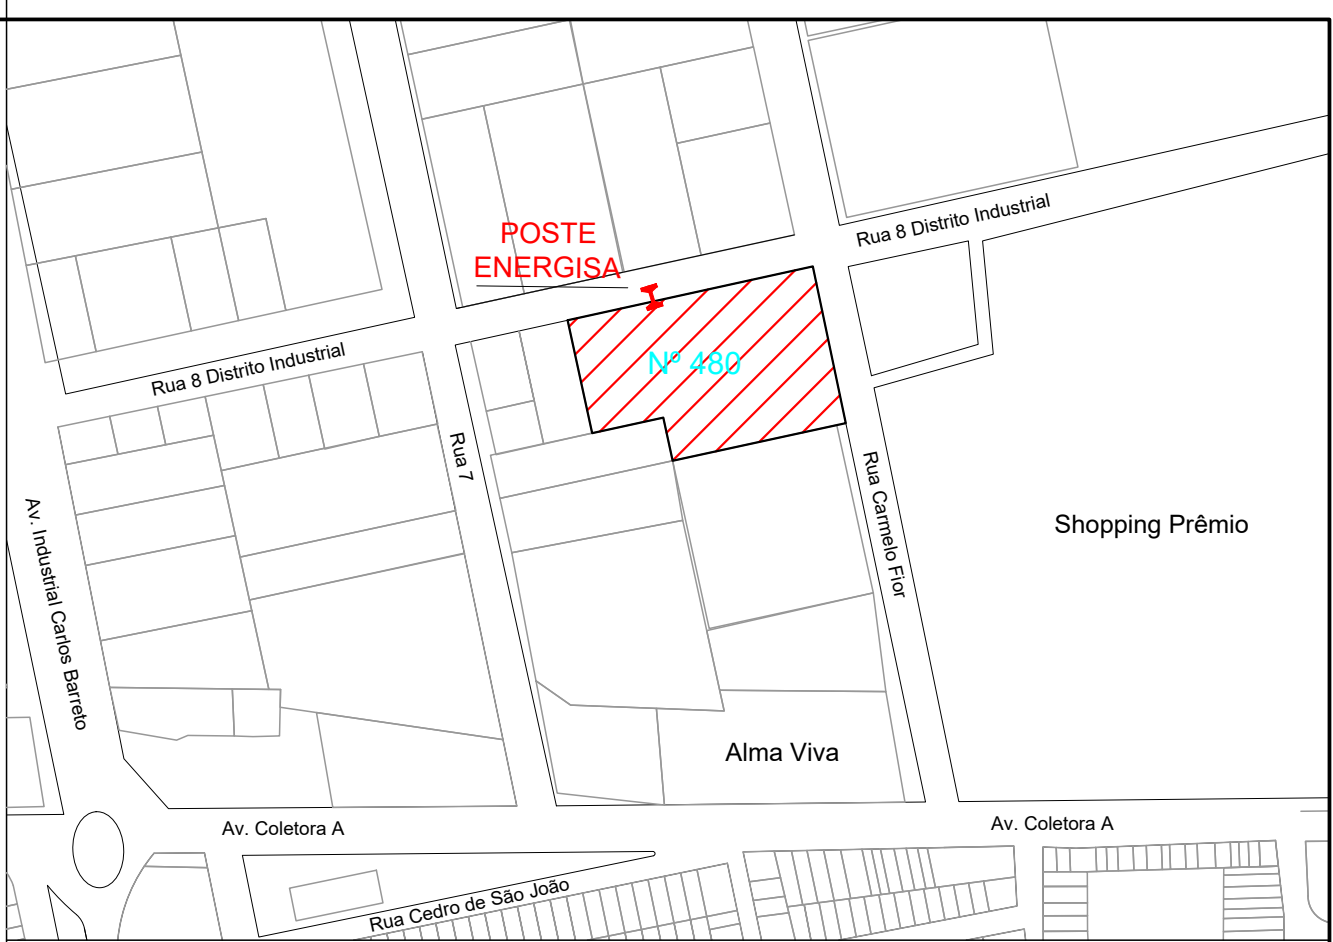 Rua 8 Distrito Industrial
POSTE
ENERGISA
Rua 8 Distrito Industrial
Nº 480
Rua 7
Rua Carmelo Fior
Av. Industrial Carlos Barreto
Shopping Prêmio
Alma Viva
Av. Coletora A
Av. Coletora A
Rua Cedro de São João